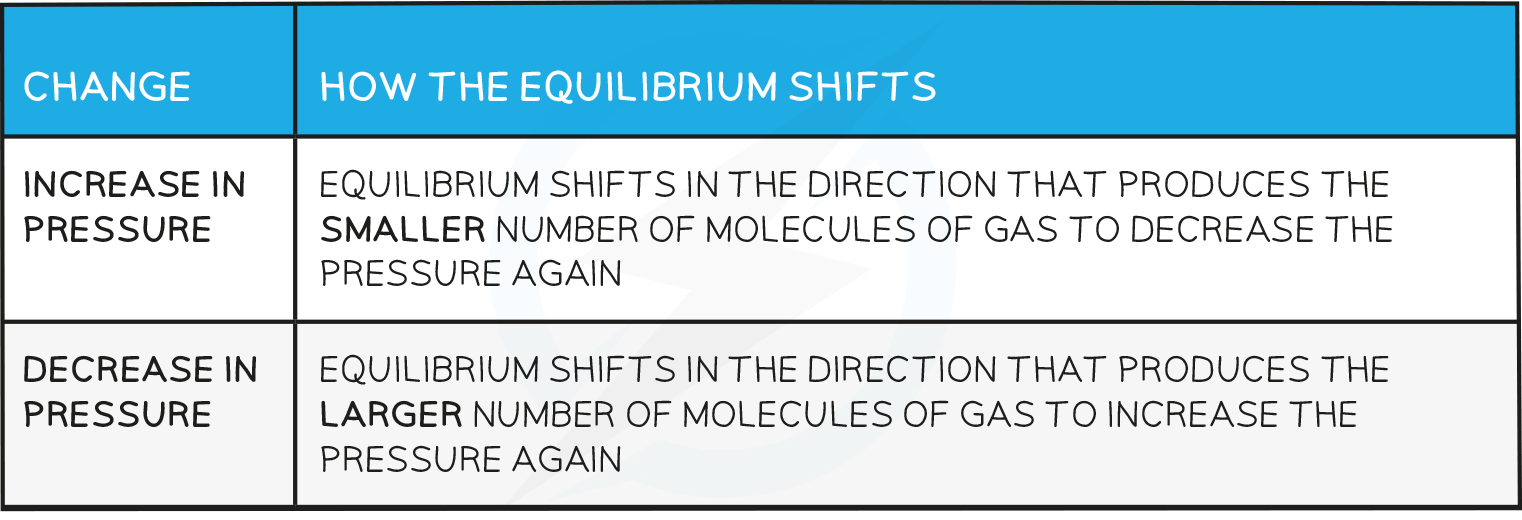 CHANGE
HOW THE EQUILIBRIUM SHIFTS
INCREASE IN
PRESSURE
EQUILIBRIUM SHIFTS IN THE DIRECTION THAT PRODUCES THE
SMALLER NUMBER OF MOLECULES OF GAS TO DECREASE THE
PRESSURE AGAIN
DECREASE IN
PRESSURE
EQUILIBRIUM SHIFTS IN THE DIRECTION THAT PRODUCES THE
LARGER NUMBER OF MOLECULES OF GAS TO INCREASE THE
PRESSURE AGAIN